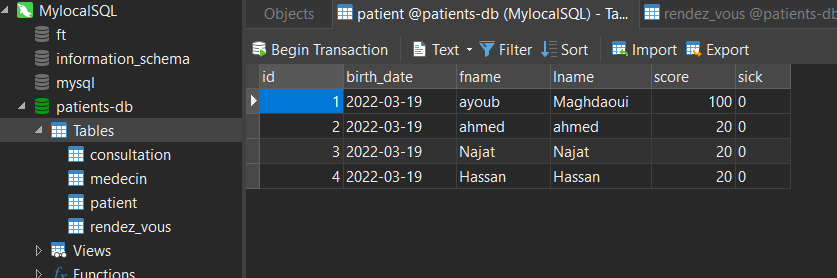 MylocalSQL
ft
information_schema
mysql
patients-db
Tables
consultation
medecin
patient
rendez_vous
Views
Functions
Objects
patient @patients-db (MylocalSQL) - Ta...
rendez_vous @patients-db
Begin Transaction
Text
Filter
Sort
Import
Export
id birth_date fname lname score sick
1 2022-03-19 ayoub Maghdaoui 100 0
2 2022-03-19 ahmed ahmed 20 0
3 2022-03-19 Najat Najat 20 0
4 2022-03-19 Hassan Hassan 20 0